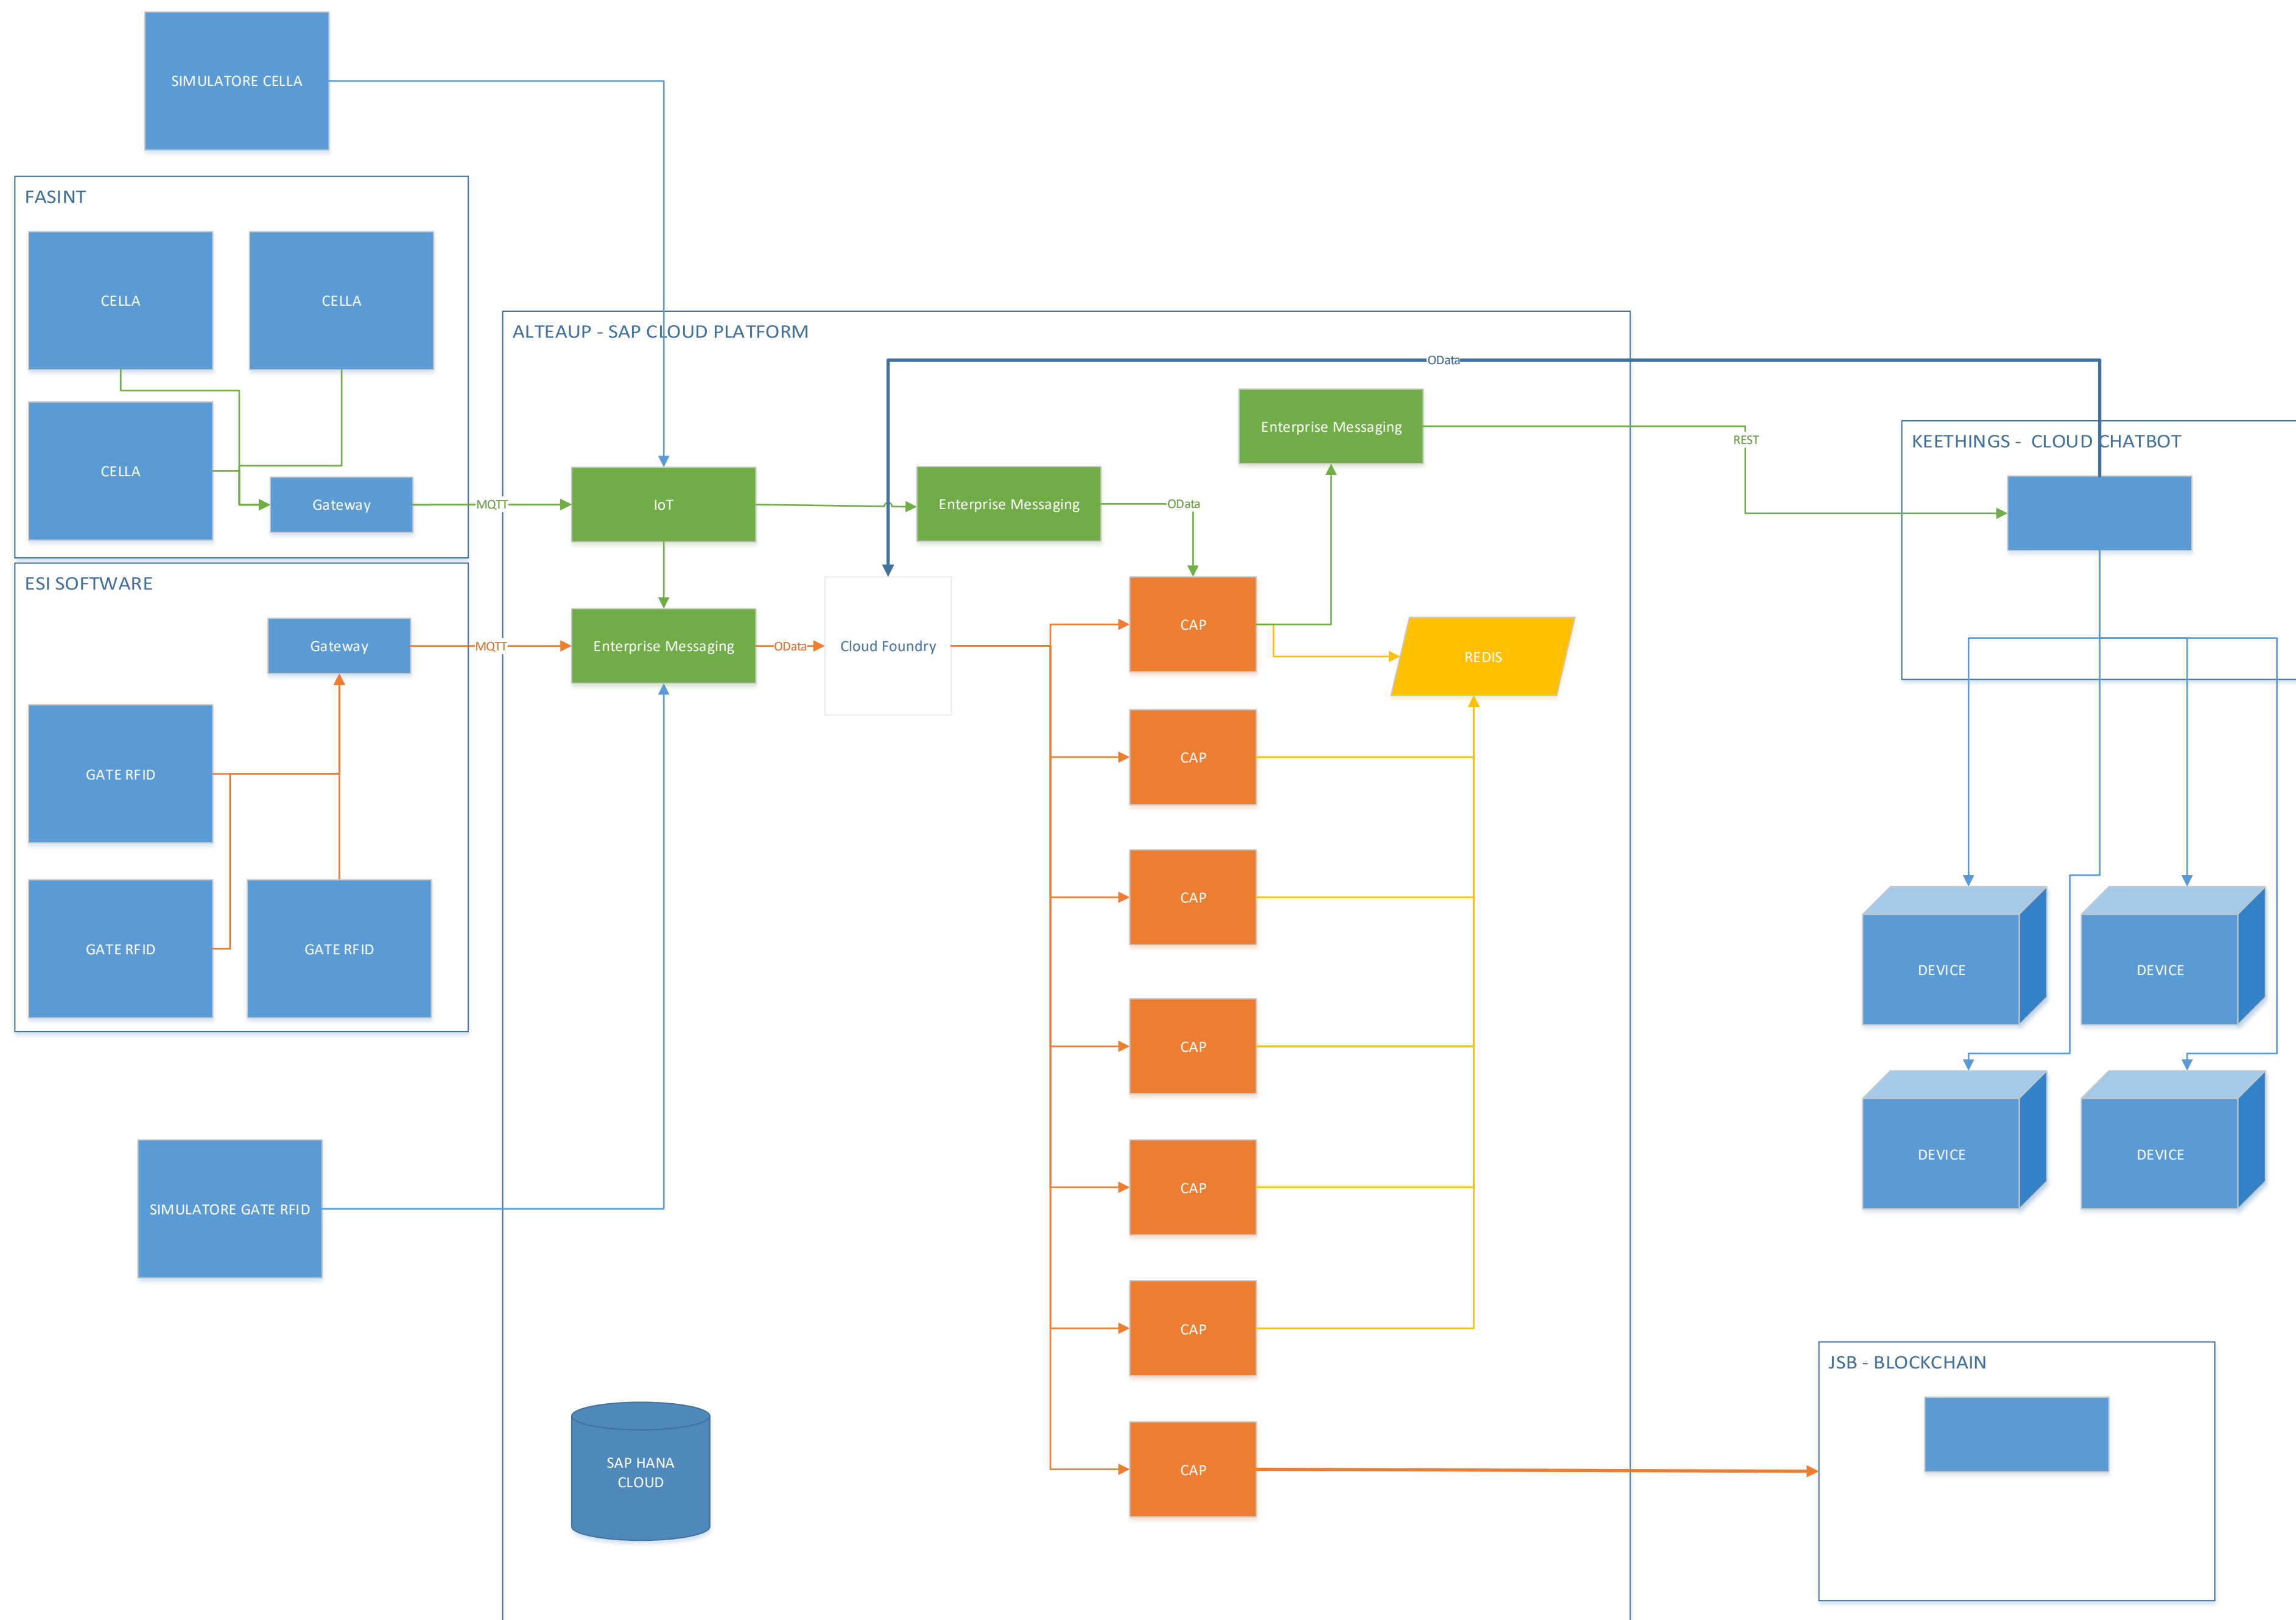 SIMULATORE CELLA
FASINT
CELLA
CELLA
CELLA
Gateway
MQTT
ESI SOFTWARE
Gateway
MQTT
GATE RFID
GATE RFID
GATE RFID
SIMULATORE GATE RFID
ALTEAUP - SAP CLOUD PLATFORM
OData
Enterprise Messaging
REST
IoT
Enterprise Messaging
OData
Enterprise Messaging
OData
Cloud Foundry
CAP
REDIS
CAP
CAP
CAP
CAP
CAP
CAP
SAP HANA
CLOUD
KEETHINGS - CLOUD CHATBOT
DEVICE
DEVICE
DEVICE
DEVICE
JSB - BLOCKCHAIN